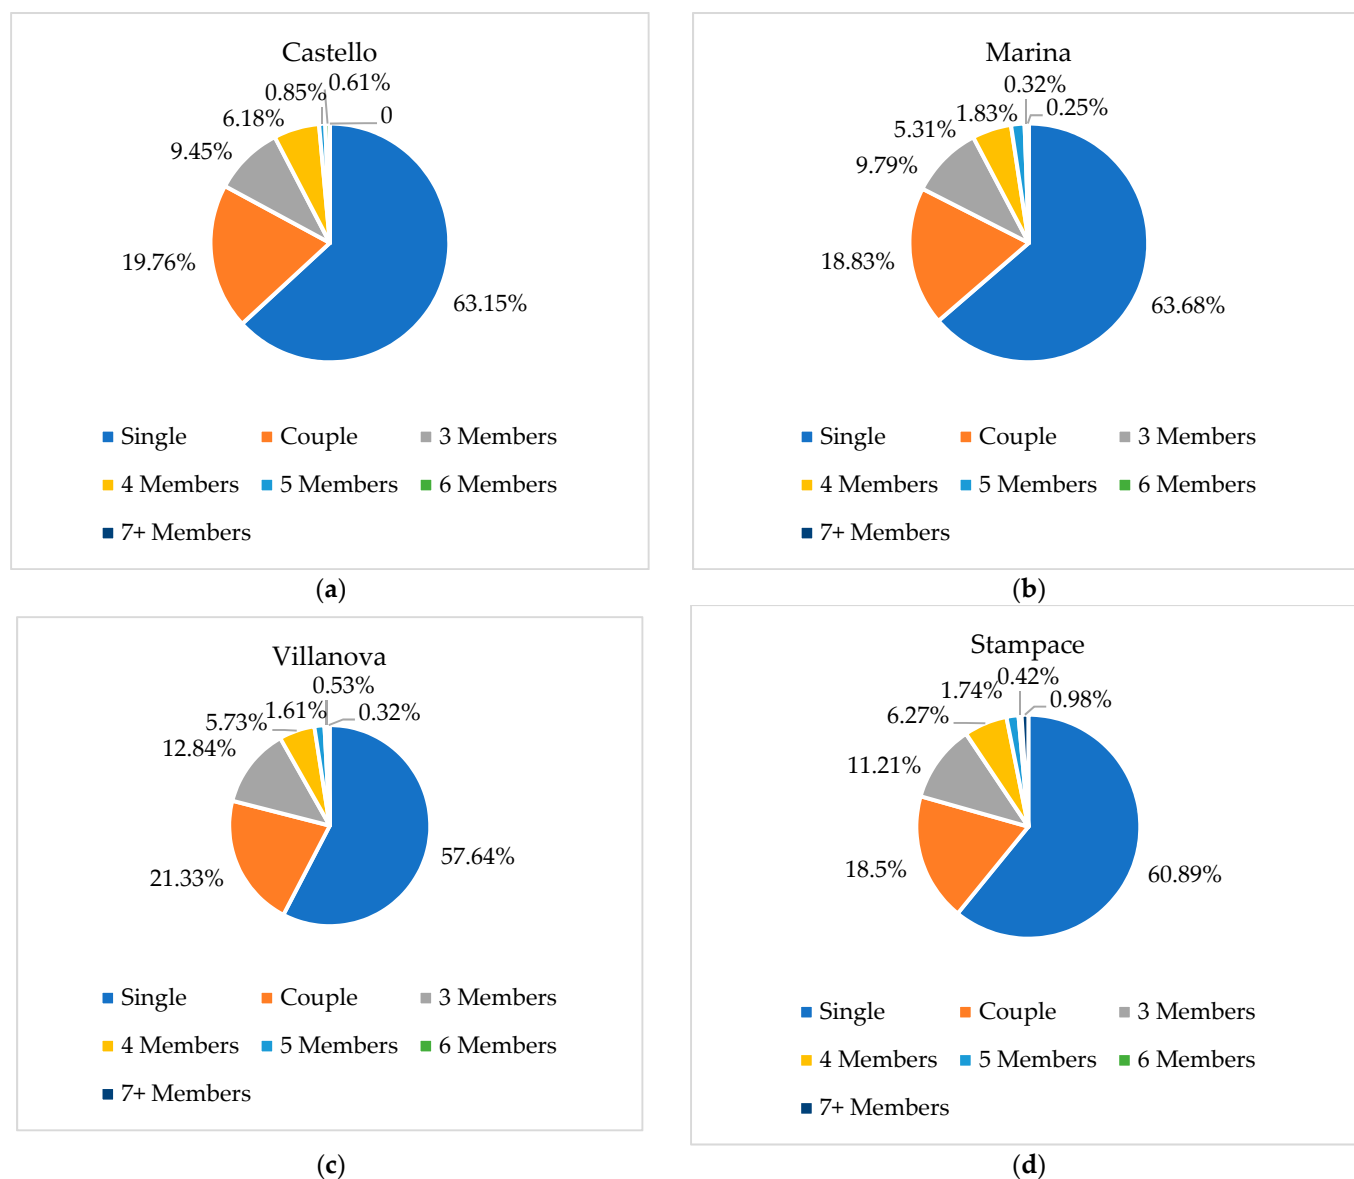 Castello
0.61%
0.85%
0
6.18%
9.45%
19.76%
63.15%
Single Couple 3 Members
4 Members 5 Members 6 Members
7+ Members
(a)
Marina
0.32%
1.83% 0.25%
5.31%
9.79%
18.83%
63.68%
Single Couple 3 Members
4 Members 5 Members 6 Members
7+ Members
(b)
Villanova
0.53%
1.61% 0.32%
5.73%
12.84%
21.33%
57.64%
Single Couple 3 Members
4 Members 5 Members 6 Members
7+ Members
(c)
Stampace
0.42%
1.74% 0.98%
6.27%
11.21%
18.5%
60.89%
Single Couple 3 Members
4 Members 5 Members 6 Members
7+ Members
(d)